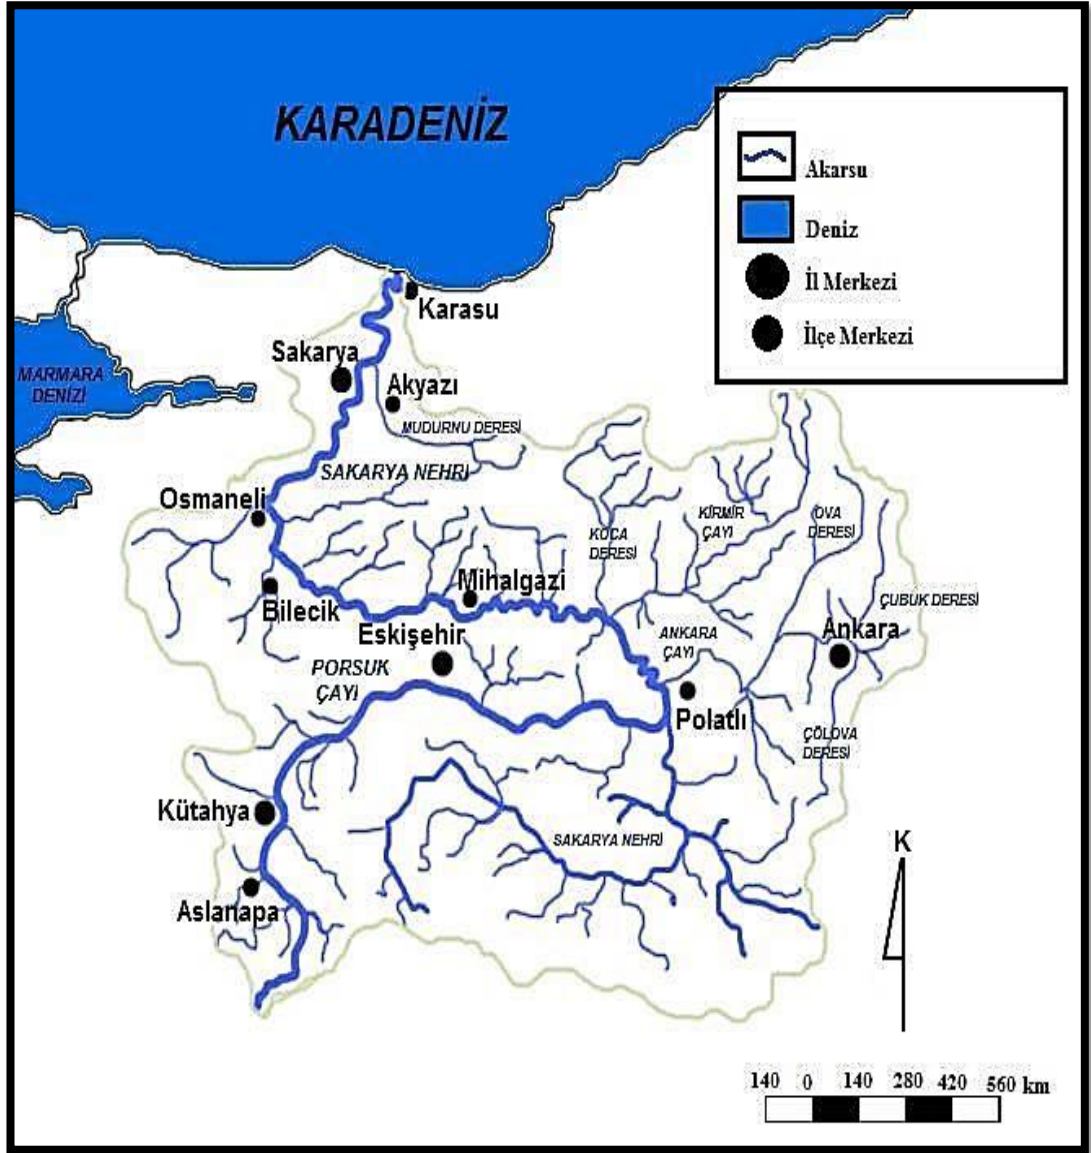 KARADENİZ
Akarsu
Deniz
İl Merkezi
İlçe Merkezi
Karasu
Sakarya
MARMARA
DENİZİ
Akyazı
MUDURNU DERESİ
SAKARYA NEHRİ
Osmaneli
KOCA
DERESİ
KİRMİR
ÇAYI
OVA
DERESİ
Mihalgazi
Bilecik
ÇUBUK DERESİ
Eskişehir
ANKARA
ÇAYI
Ankara
PORSUK
ÇAYI
Polatlı
ÇÖLOVA
DERESİ
Kütahya
SAKARYA NEHRİ
K
Aslanapa
140 0 140 280 420 560 km